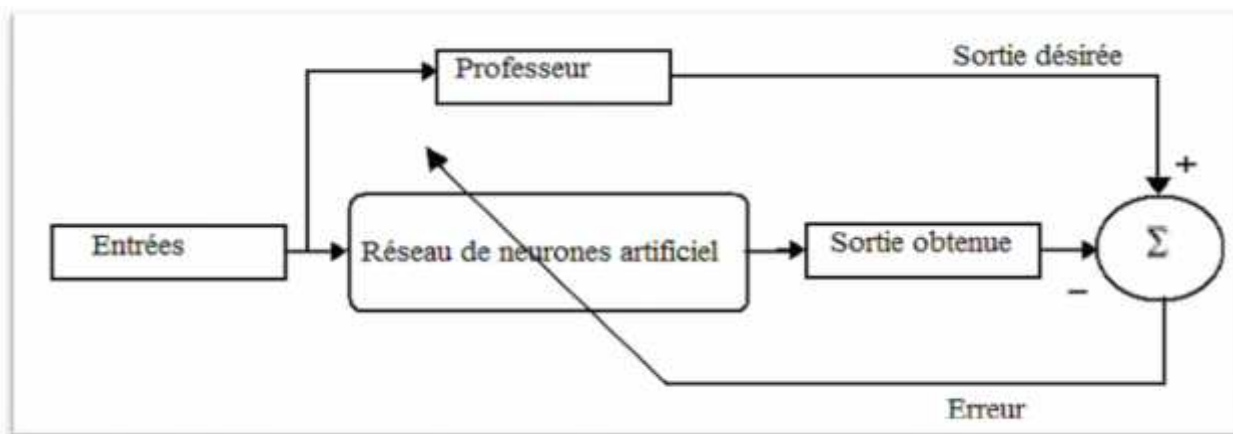 Professeur
Sortie désirée
+
Entrées
Réseau de neurones artificiel
Sortie obtenue
Σ
−
Erreur